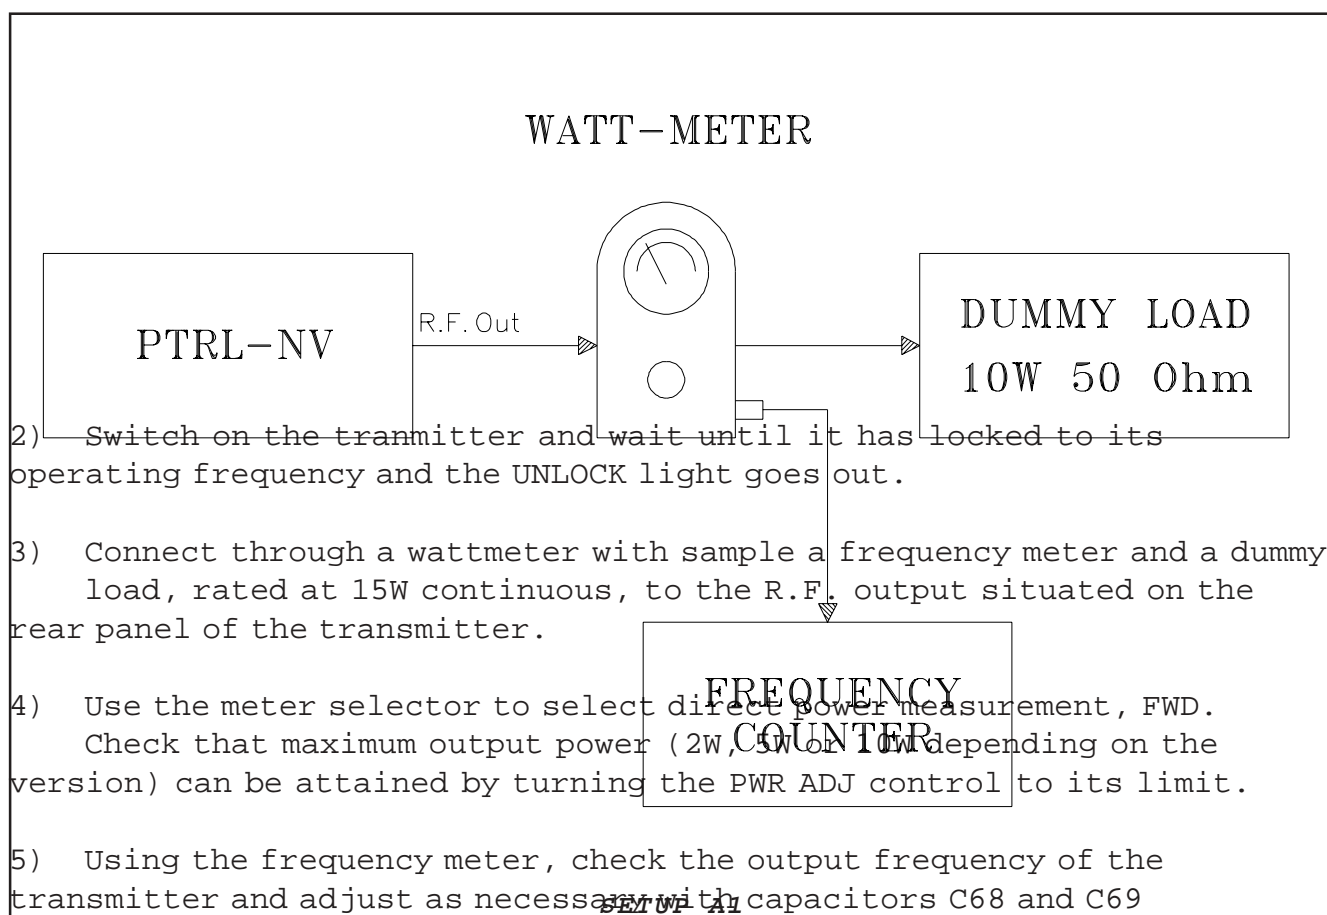 WATT-METER
PTRL-NV
R.F. Out
DUMMY LOAD
10W 50 Ohm
2) Switch on the tranmitter and wait until it has locked to its
operating frequency and the UNLOCK light goes out.
3) Connect through a wattmeter with sample a frequency meter and a dummy
load, rated at 15W continuous, to the R.F. output situated on the
rear panel of the transmitter.
FREQUENCY
COUNTER
4) Use the meter selector to select direct power measurement, FWD.
Check that maximum output power (2W, 5W or 10W depending on the
version) can be attained by turning the PWR ADJ control to its limit.
5) Using the frequency meter, check the output frequency of the
transmitter and adjust as necessary with capacitors C68 and C69
SETUP A1